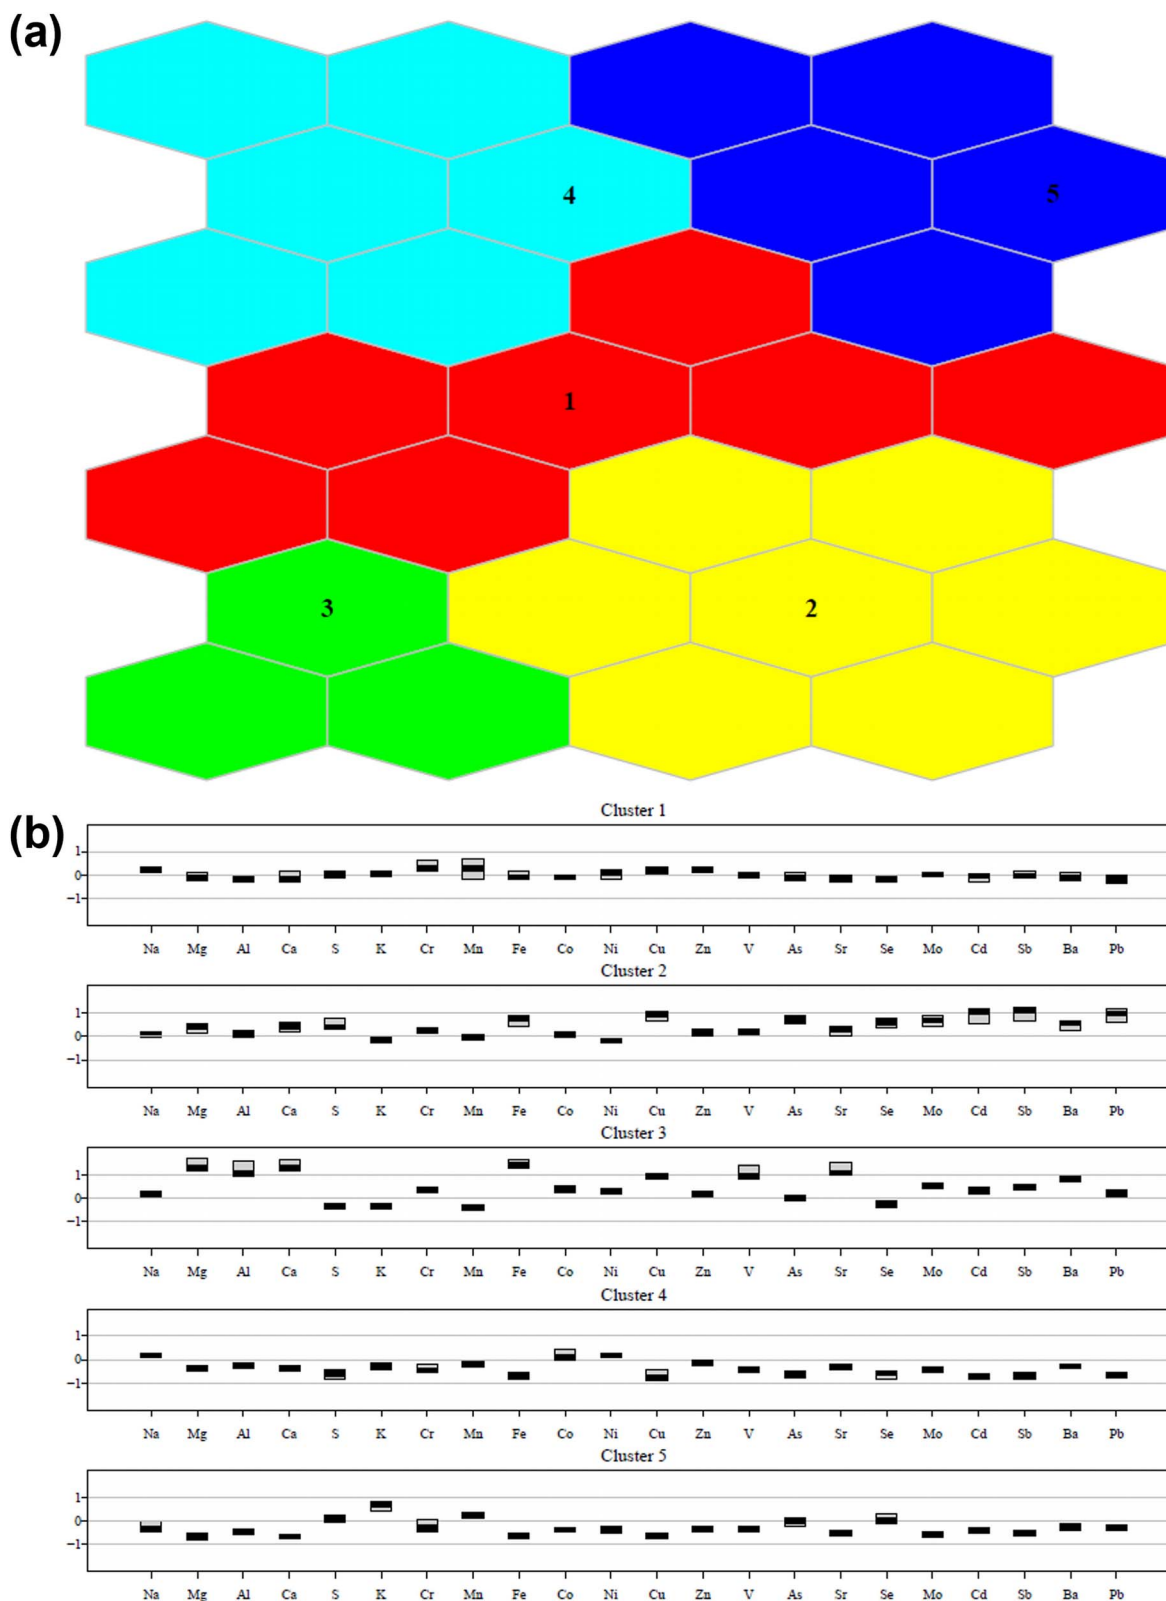 (a)
4
5
1
3
2
(b)
Cluster 1
1
0
−1
Na Mg Al Ca S K Cr Mn Fe Co Ni Cu Zn V As Sr Se Mo Cd Sb Ba Pb
Cluster 2
1
0
−1
Na Mg Al Ca S K Cr Mn Fe Co Ni Cu Zn V As Sr Se Mo Cd Sb Ba Pb
Cluster 3
1
0
−1
Na Mg Al Ca S K Cr Mn Fe Co Ni Cu Zn V As Sr Se Mo Cd Sb Ba Pb
Cluster 4
1
0
−1
Na Mg Al Ca S K Cr Mn Fe Co Ni Cu Zn V As Sr Se Mo Cd Sb Ba Pb
Cluster 5
1
0
−1
Na Mg Al Ca S K Cr Mn Fe Co Ni Cu Zn V As Sr Se Mo Cd Sb Ba Pb